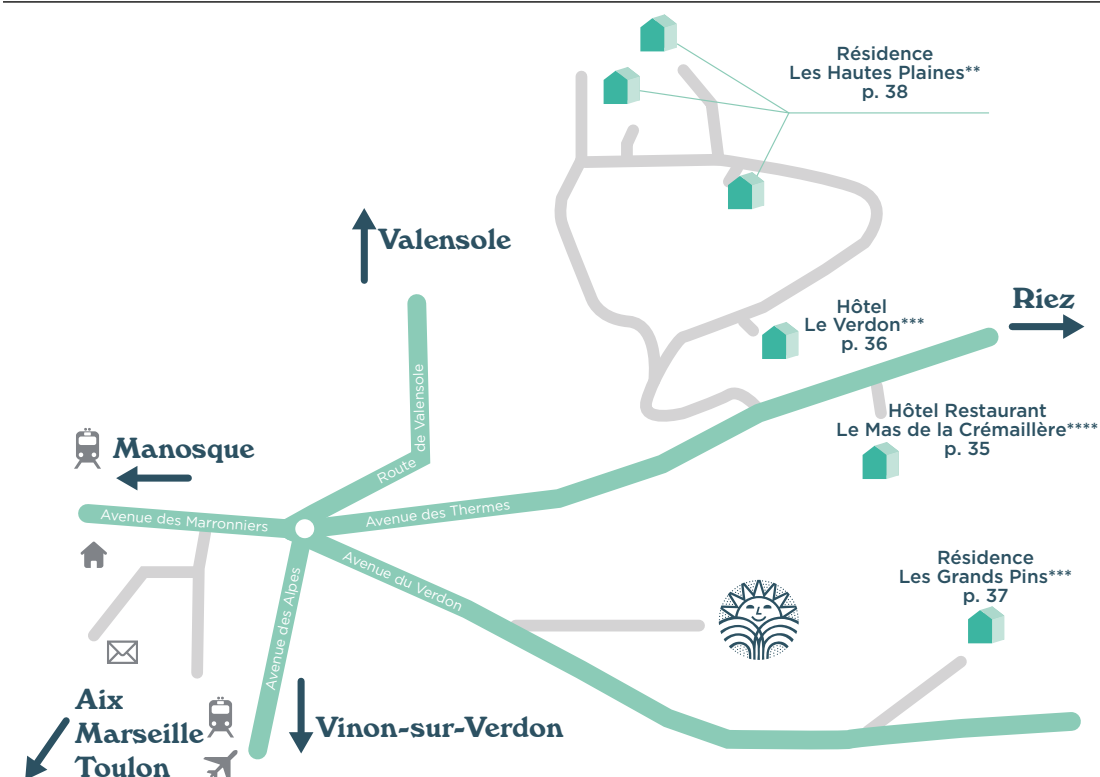 Résidence
Les Hautes Plaines**
p. 38
Valensole
Riez
Hôtel
Le Verdon***
p. 36
Hôtel Restaurant
Le Mas de la Crémaillère****
p. 35
Manosque
Route
de Valensole
Avenue des Marronniers
Avenue des Thermes
Avenue du Verdon
Avenue des Alpes
Résidence
Les Grands Pins***
p. 37
Aix
Marseille
Toulon
Vinon-sur-Verdon